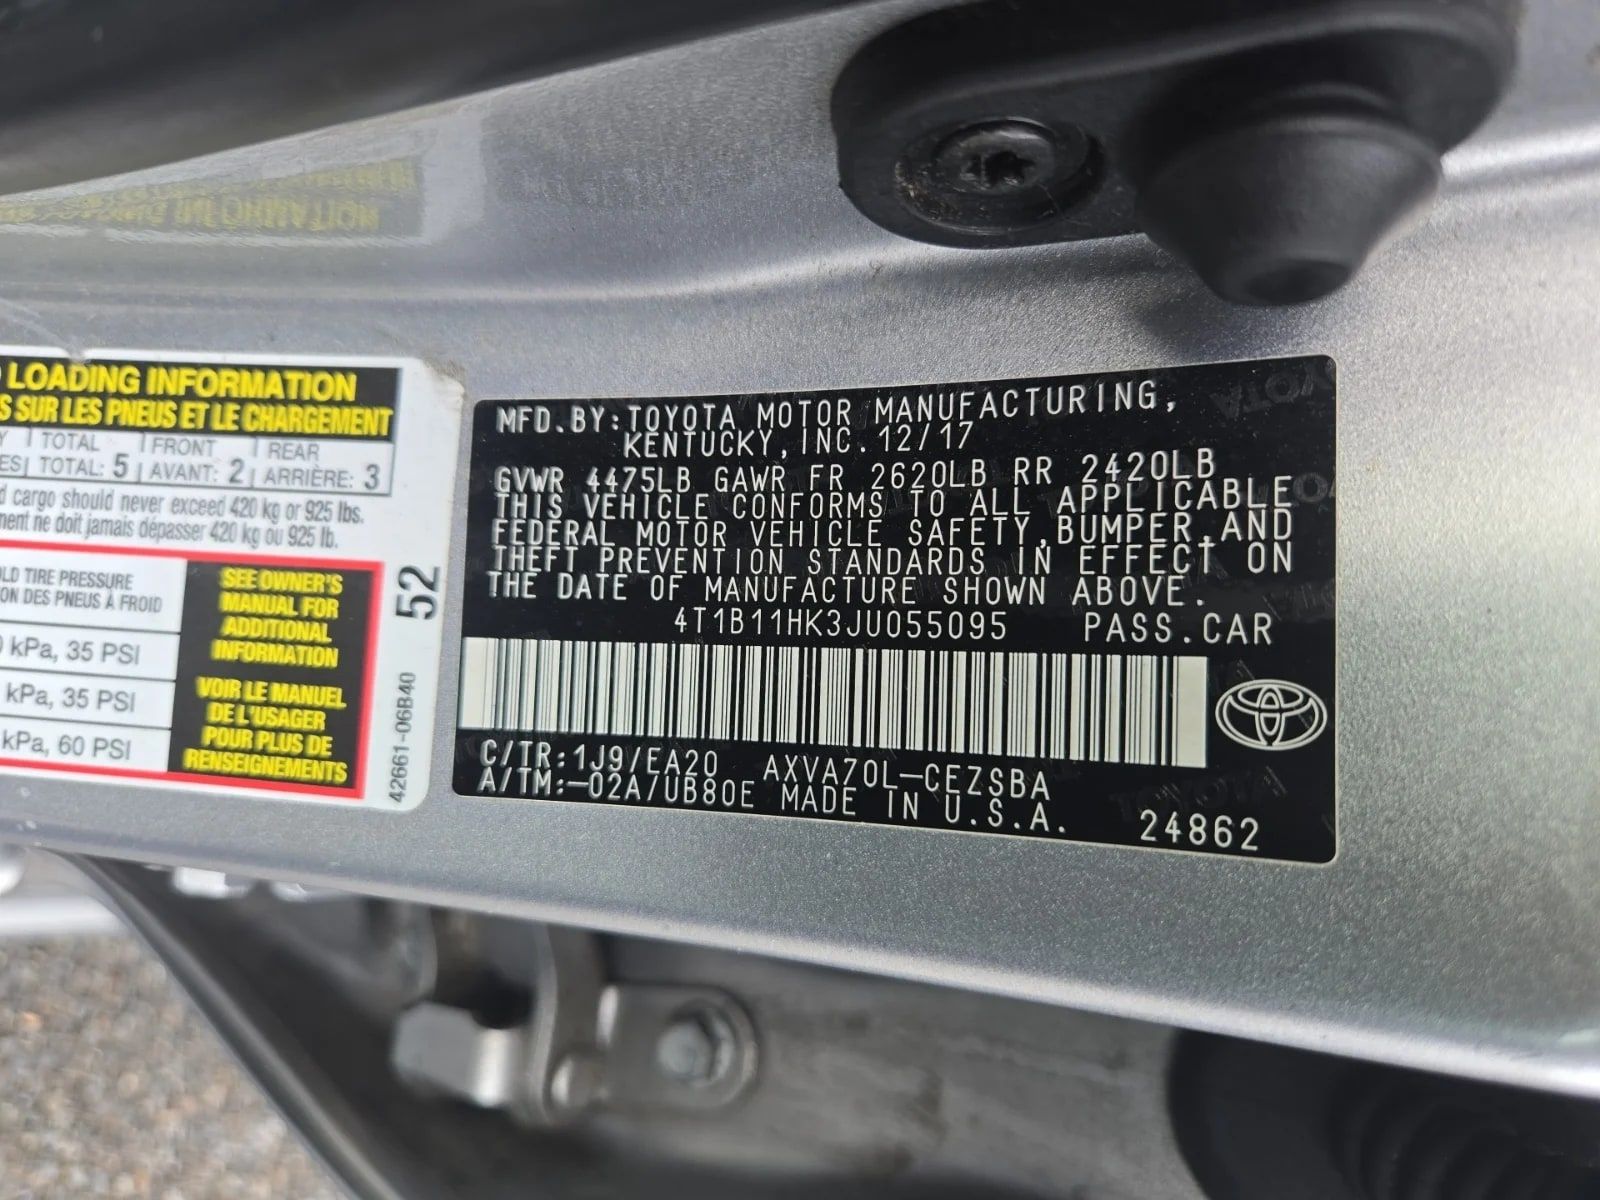 LOADING INFORMATION
SUR LES PNEUS ET LE CHARGEMENT
TOTAL FRONT REAR
TOTAL: 5 AVANT: 2 ARRIÈRE: 3
cargo should never exceed 420 kg or 925 lbs.
ne doit jamais dépasser 420 kg ou 925 lb.
TIRE PRESSURE
DES PNEUS À FROID
kPa, 35 PSI
kPa, 35 PSI
kPa, 60 PSI
SEE OWNER'S
MANUAL FOR
ADDITIONAL
INFORMATION
VOIR LE MANUEL
DE L'USAGER
POUR PLUS DE
RENSEIGNEMENTS
52
42661-06B40
MFD.BY:TOYOTA MOTOR MANUFACTURING,
KENTUCKY,INC.12/17
GVWR 4475LB GAWR FR 2620LB RR 2420LB
THIS VEHICLE CONFORMS TO ALL APPLICABLE
FEDERAL MOTOR VEHICLE SAFETY,BUMPER,AND
THEFT PREVENTION STANDARDS IN EFFECT ON
THE DATE OF MANUFACTURE SHOWN ABOVE.
4T1B11HK3JU055095 PASS.CAR
C/TR:1J9/EA20 AXVA70L-CEZSBA
A/TM:-02A/UB80E MADE IN U.S.A.
24862